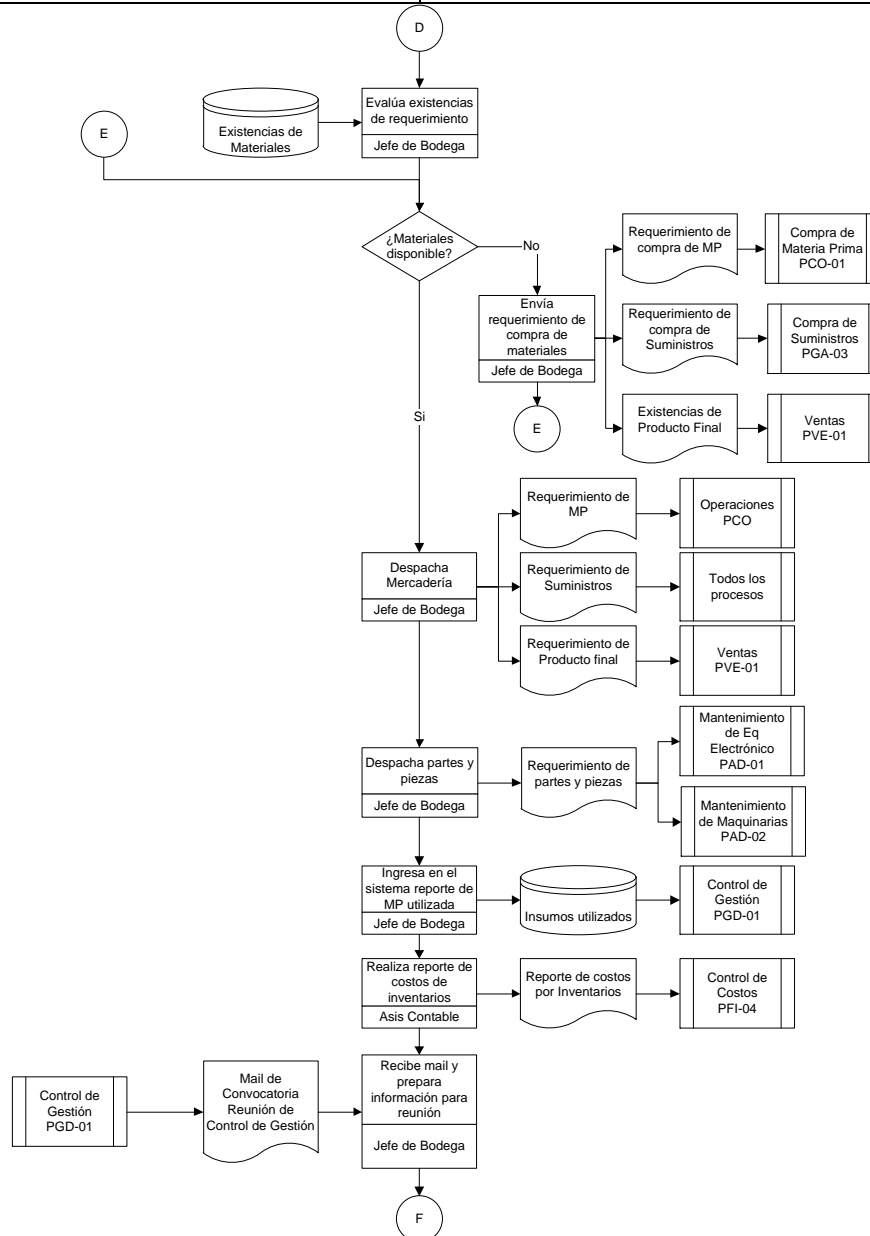 D
Evalúa existencias
de requerimiento
Jefe de Bodega
Existencias de
Materiales
E
¿Materiales
disponible?
No
Si
Envía
requerimiento de
compra de
materiales
Jefe de Bodega
E
Requerimiento de
compra de MP
Compra de
Materia Prima
PCO-01
Requerimiento de
compra de
Suministros
Compra de
Suministros
PGA-03
Existencias de
Producto Final
Ventas
PVE-01
Despacha
Mercadería
Jefe de Bodega
Requerimiento de
MP
Operaciones
PCO
Requerimiento de
Suministros
Todos los
procesos
Requerimiento de
Producto final
Ventas
PVE-01
Despacha partes y
piezas
Jefe de Bodega
Requerimiento de
partes y piezas
Mantenimiento
de Eq
Electrónico
PAD-01
Mantenimiento
de Maquinarias
PAD-02
Ingresa en el
sistema reporte de
MP utilizada
Jefe de Bodega
Insumos utilizados
Control de
Gestión
PGD-01
Realiza reporte de
costos de
inventarios
Asis Contable
Reporte de costos
por Inventarios
Control de
Costos
PFI-04
Control de
Gestión
PGD-01
Mail de
Convocatoria
Reunión de
Control de Gestión
Recibe mail y
prepara
información para
reunión
Jefe de Bodega
F